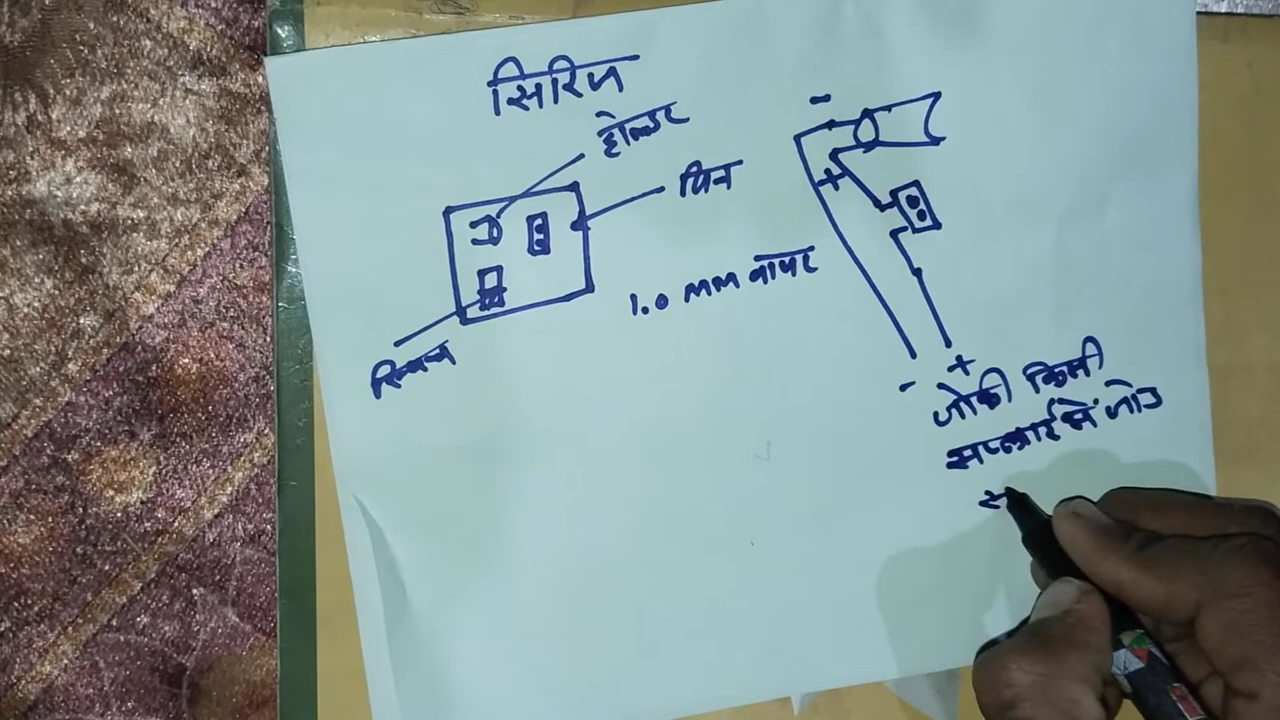 सिरिज
होल्डर
पिन
स्विच
1.0 mm वायर
-
+
- +
जोकी किसी
सप्लाई में जोड